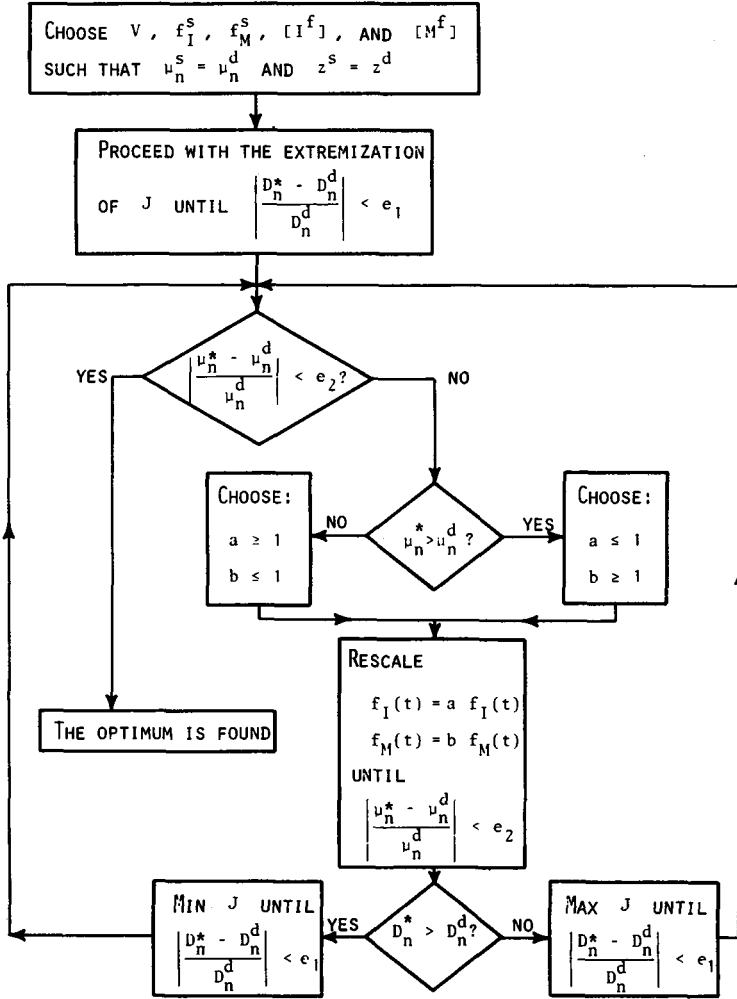 CHOOSE V, f_I^s, f_M^s, [I^f], AND [M^f]
SUCH THAT μ_n^s = μ_n^d AND z^s = z^d
PROCEED WITH THE EXTREMIZATION
OF J UNTIL |(D_n^* - D_n^d) / D_n^d| < e_1
|(μ_n^* - μ_n^d) / μ_n^d| < e_2?
YES
NO
CHOOSE:
a ≥ 1
b ≤ 1
NO
μ_n^* > μ_n^d ?
YES
CHOOSE:
a ≤ 1
b ≥ 1
RESCALE
f_I(t) = a f_I(t)
f_M(t) = b f_M(t)
UNTIL
|(μ_n^* - μ_n^d) / μ_n^d| < e_2
THE OPTIMUM IS FOUND
MIN J UNTIL
|(D_n^* - D_n^d) / D_n^d| < e_1
YES
D_n^* > D_n^d?
NO
MAX J UNTIL
|(D_n^* - D_n^d) / D_n^d| < e_1